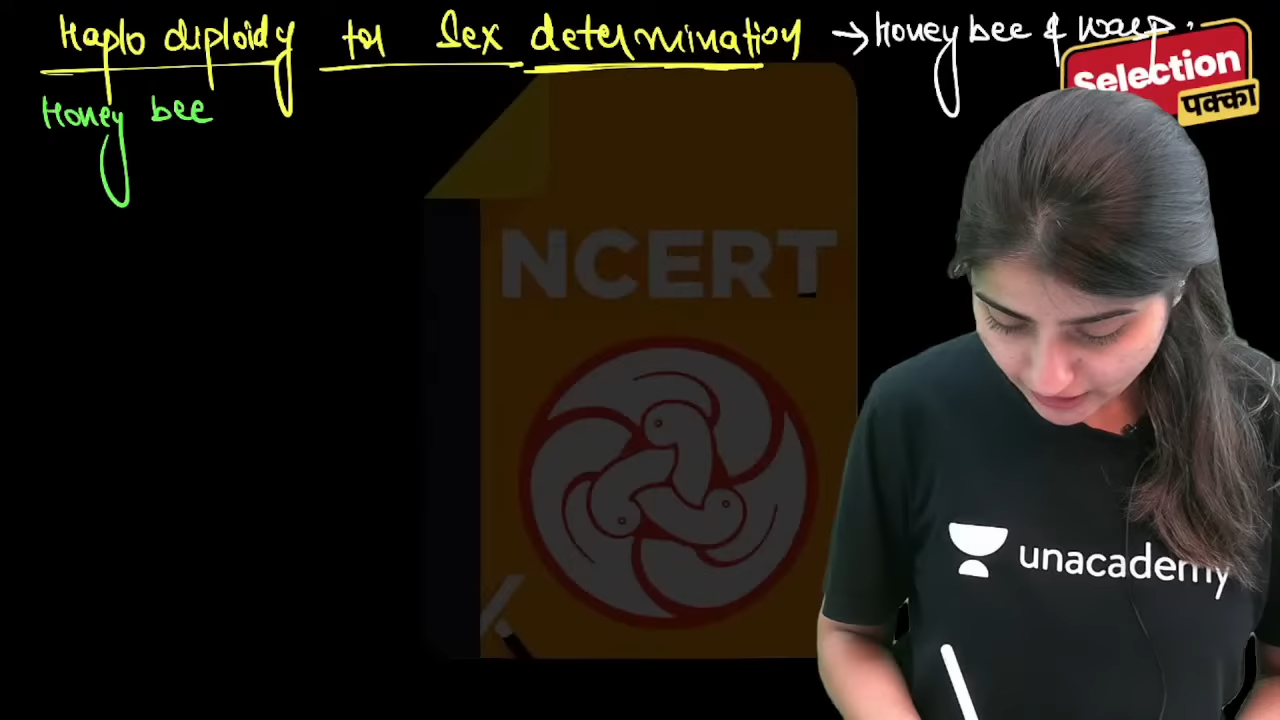 Haplo diploidy for Sex determination → Honey bee & wasp.
Selection
पक्का
Honey bee
NCERT
unacademy